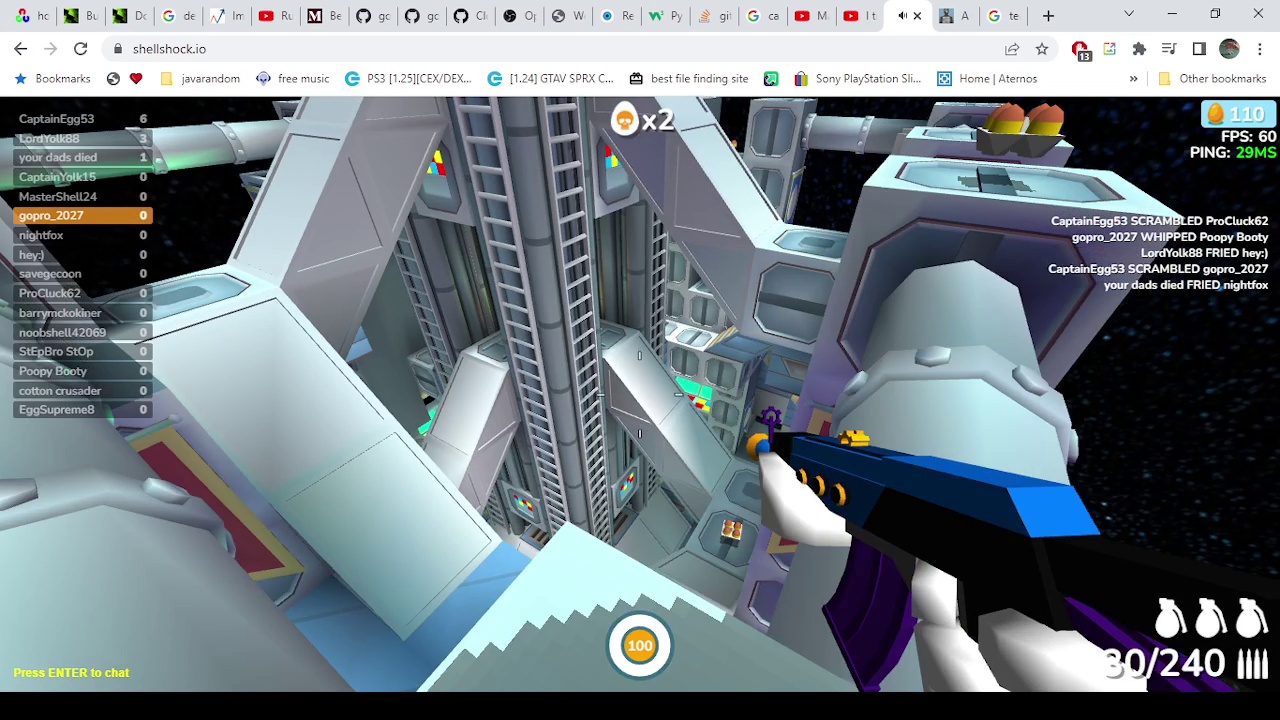 hc
Bu
Dc
de
Im
Ru
Be
gc
gc
Cl
Op
W
Re
Py
git
ca
M
I t
A
te
shellshock.io
13
Bookmarks
javarandom
free music
PS3 [1.25](CEX/DEX...
[1.24] GTAV SPRX C...
best file finding site
Sony PlayStation Sli...
Home | Aternos
»
Other bookmarks
CaptainEgg53 6
LordYolk88 3
your dads died 1
CaptainYolk15 0
MasterShell24 0
gopro_2027 0
nightfox 0
hey:) 0
savegecoon 0
ProCluck62 0
barrymckokiner 0
noobshell42069 0
StEpBro StOp 0
Poopy Booty 0
cotton crusader 0
EggSupreme8 0
x2
110
FPS: 60
PING: 29MS
CaptainEgg53 SCRAMBLED ProCluck62
gopro_2027 WHIPPED Poopy Booty
LordYolk88 FRIED hey:)
CaptainEgg53 SCRAMBLED gopro_2027
your dads died FRIED nightfox
100
30/240
Press ENTER to chat